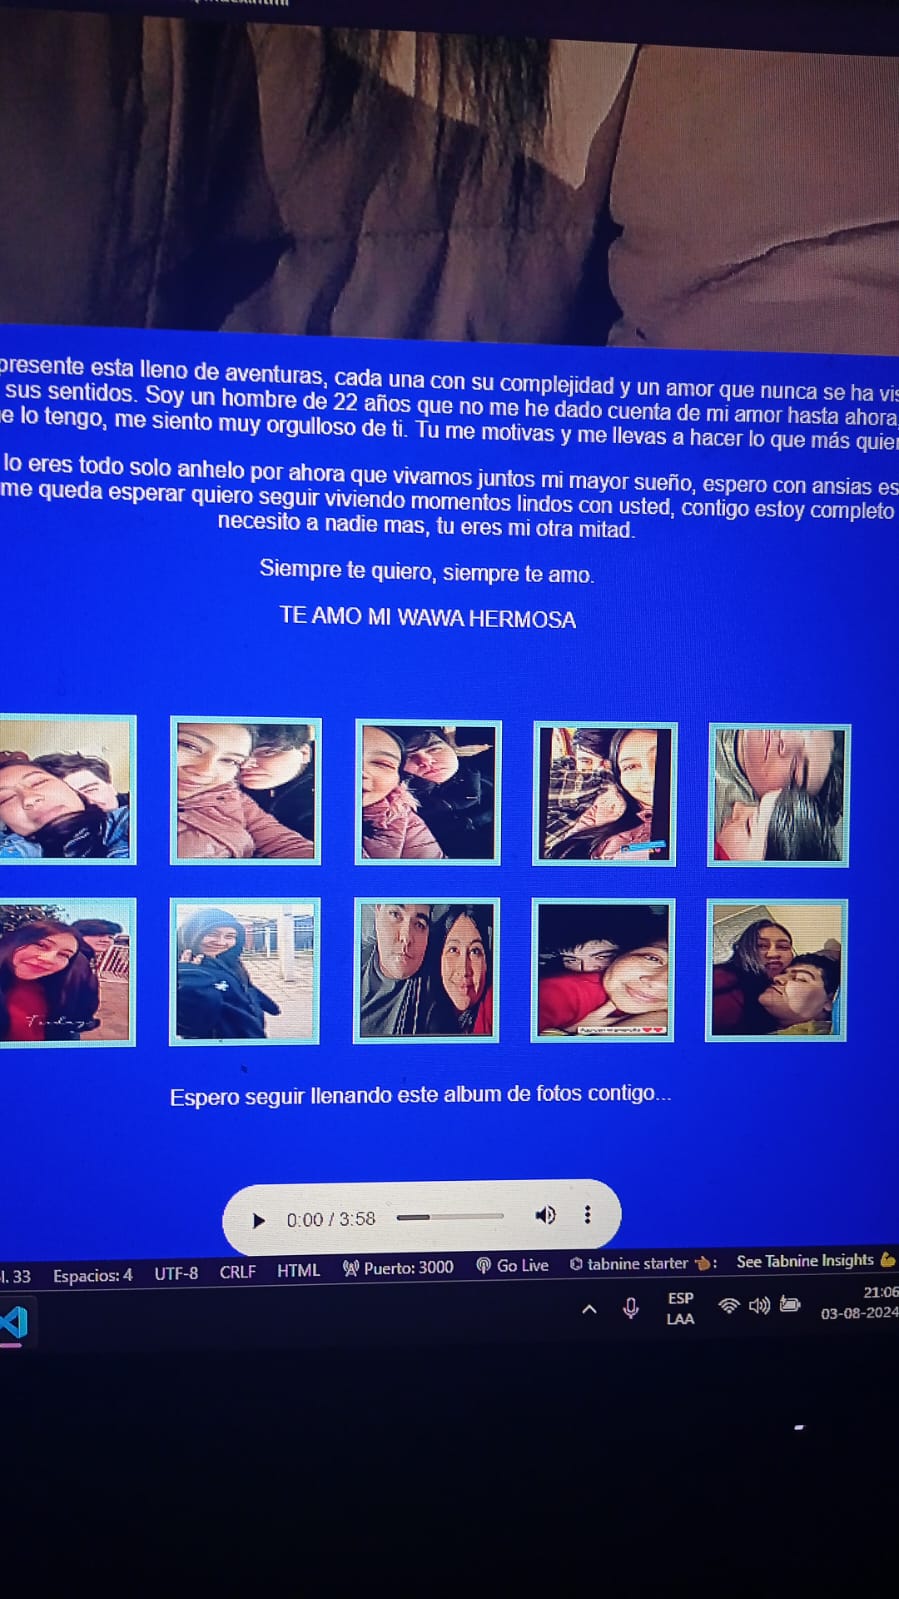 presente esta lleno de aventuras, cada una con su complejidad y un amor que nunca se ha
sus sentidos. Soy un hombre de 22 años que no me he dado cuenta de mi amor hasta ahora,
lo tengo, me siento muy orgulloso de ti. Tu me motivas y me llevas a hacer lo que más
lo eres todo solo anhelo por ahora que vivamos juntos mi mayor sueño, espero con ansias
me queda esperar quiero seguir viviendo momentos lindos con usted, contigo estoy completo
necesito a nadie mas, tu eres mi otra mitad.
Siempre te quiero, siempre te amo.
TE AMO MI WAWA HERMOSA
Espero seguir llenando este album de fotos contigo...
0:00 / 3:58
33 Espacios: 4 UTF-8 CRLF HTML Puerto: 3000 Go Live tabnine starter : See Tabnine Insights
ESP
LAA
21:06
03-08-2024